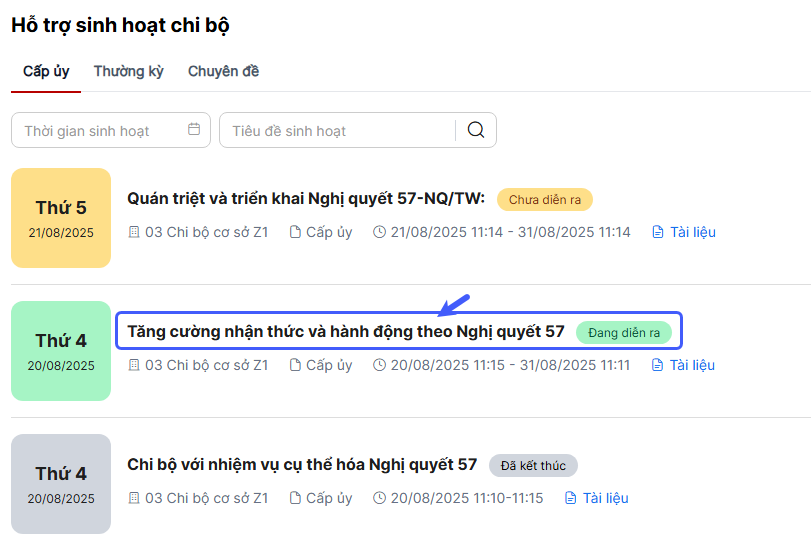 Hỗ trợ sinh hoạt chi bộ
Cấp ủy Thường kỳ Chuyên đề
Thời gian sinh hoạt Tiêu đề sinh hoạt
Thứ 5
21/08/2025
Quán triệt và triển khai Nghị quyết 57-NQ/TW: Chưa diễn ra
03 Chi bộ cơ sở Z1 Cấp ủy 21/08/2025 11:14 - 31/08/2025 11:14 Tài liệu
Thứ 4
20/08/2025
Tăng cường nhận thức và hành động theo Nghị quyết 57 Đang diễn ra
03 Chi bộ cơ sở Z1 Cấp ủy 20/08/2025 11:15 - 31/08/2025 11:11 Tài liệu
Thứ 4
20/08/2025
Chi bộ với nhiệm vụ cụ thể hóa Nghị quyết 57 Đã kết thúc
03 Chi bộ cơ sở Z1 Cấp ủy 20/08/2025 11:10-11:15 Tài liệu